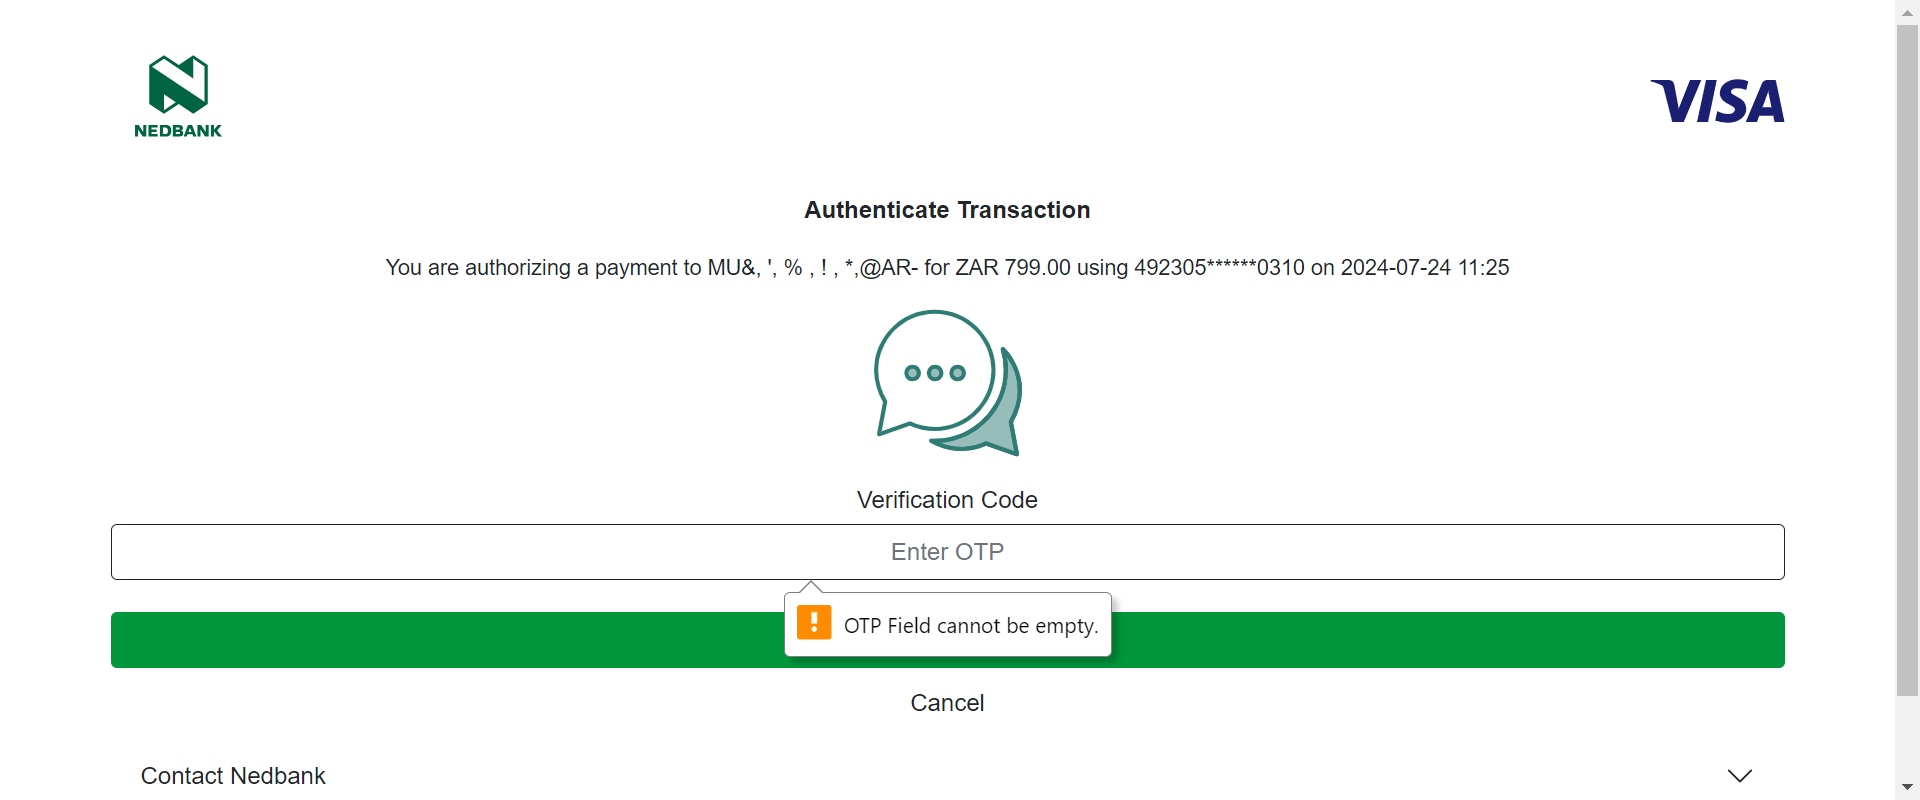 NEDBANK
VISA
Authenticate Transaction
You are authorizing a payment to MU&, ', % , ! , *,@AR- for ZAR 799.00 using 492305******0310 on 2024-07-24 11:25
Verification Code
Enter OTP
OTP Field cannot be empty.
Cancel
Contact Nedbank